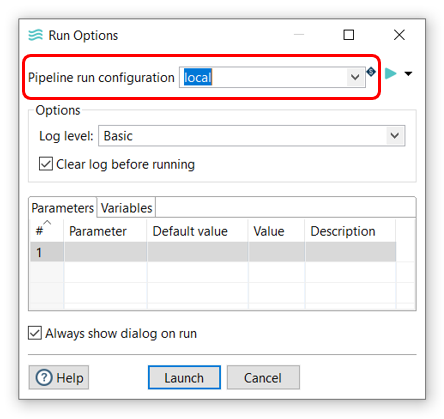 Run Options
Pipeline run configuration local
Options
Log level: Basic
Clear log before running
Parameters Variables
# Parameter Default value Value Description
1
Always show dialog on run
? Help Launch Cancel